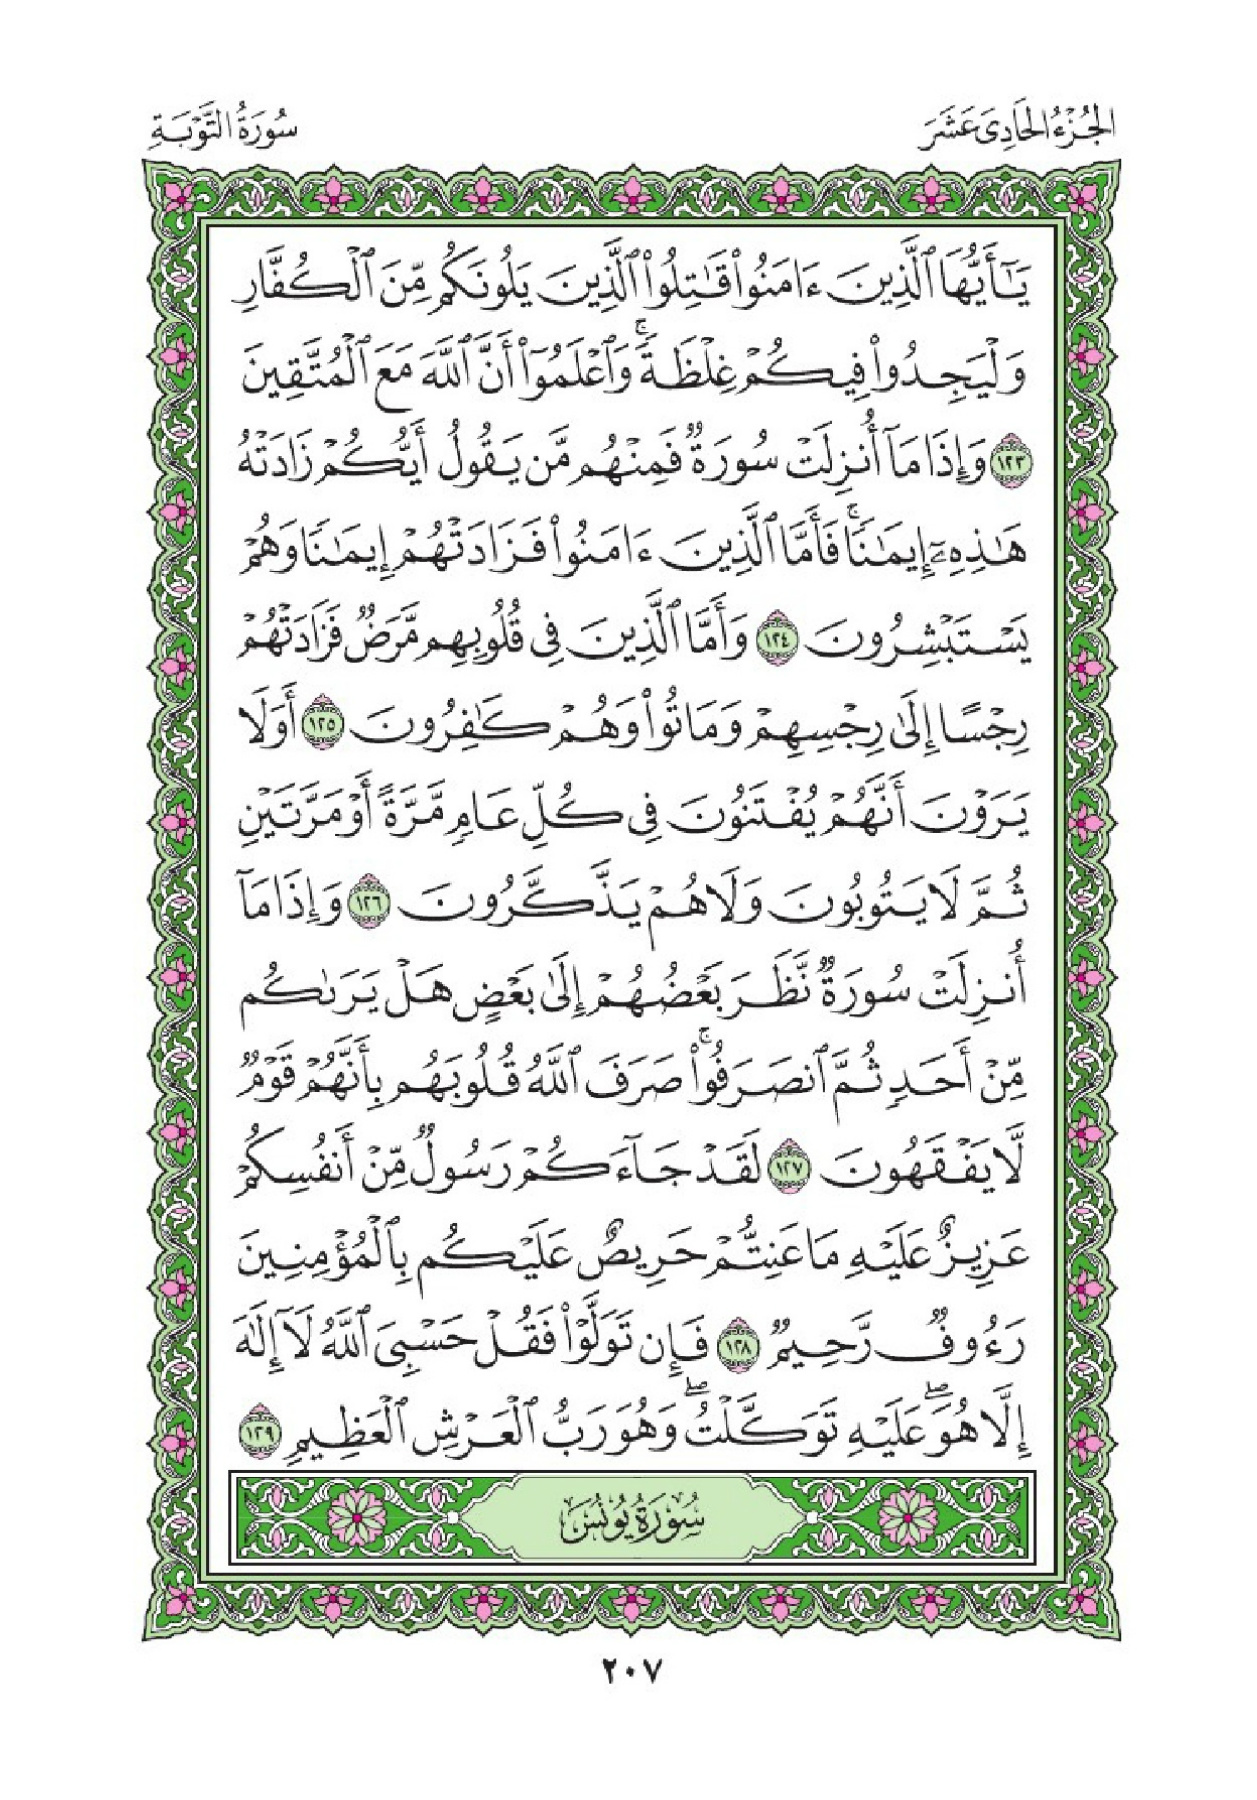 الجُزْءُ الحَادِىَ عَشَرَ
سُورَةُ التَّوْبَةِ
يَٰٓأَيُّهَا ٱلَّذِينَ ءَامَنُوا۟ قَٰتِلُوا۟ ٱلَّذِينَ يَلُونَكُم مِّنَ ٱلْكُفَّارِ
وَلْيَجِدُوا۟ فِيكُمْ غِلْظَةً ۚ وَٱعْلَمُوٓا۟ أَنَّ ٱللَّهَ مَعَ ٱلْمُتَّقِينَ
١٢٣ وَإِذَا مَآ أُنزِلَتْ سُورَةٌ فَمِنْهُم مَّن يَقُولُ أَيُّكُمْ زَادَتْهُ
هَٰذِهِۦٓ إِيمَٰنًا ۚ فَأَمَّا ٱلَّذِينَ ءَامَنُوا۟ فَزَادَتْهُمْ إِيمَٰنًا وَهُمْ
يَسْتَبْشِرُونَ ١٢٤ وَأَمَّا ٱلَّذِينَ فِى قُلُوبِهِم مَّرَضٌ فَزَادَتْهُمْ
رِجْسًا إِلَىٰ رِجْسِهِمْ وَمَاتُوا۟ وَهُمْ كَٰفِرُونَ ١٢٥ أَوَلَا
يَرَوْنَ أَنَّهُمْ يُفْتَنُونَ فِى كُلِّ عَامٍ مَّرَّةً أَوْ مَرَّتَيْنِ
ثُمَّ لَا يَتُوبُونَ وَلَا هُمْ يَذَّكَّرُونَ ١٢٦ وَإِذَا مَآ
أُنزِلَتْ سُورَةٌ نَّظَرَ بَعْضُهُمْ إِلَىٰ بَعْضٍ هَلْ يَرَىٰكُم
مِّنْ أَحَدٍ ثُمَّ ٱنصَرَفُوا۟ ۚ صَرَفَ ٱللَّهُ قُلُوبَهُم بِأَنَّهُمْ قَوْمٌ
لَّا يَفْقَهُونَ ١٢٧ لَقَدْ جَآءَكُمْ رَسُولٌ مِّنْ أَنفُسِكُمْ
عَزِيزٌ عَلَيْهِ مَا عَنِتُّمْ حَرِيصٌ عَلَيْكُم بِٱلْمُؤْمِنِينَ
رَءُوفٌ رَّحِيمٌ ١٢٨ فَإِن تَوَلَّوْا۟ فَقُلْ حَسْبِىَ ٱللَّهُ لَآ إِلَٰهَ
إِلَّا هُوَ ۖ عَلَيْهِ تَوَكَّلْتُ ۖ وَهُوَ رَبُّ ٱلْعَرْشِ ٱلْعَظِيمِ ١٢٩
سُورَةُ يُونُسَ
٢٠٧